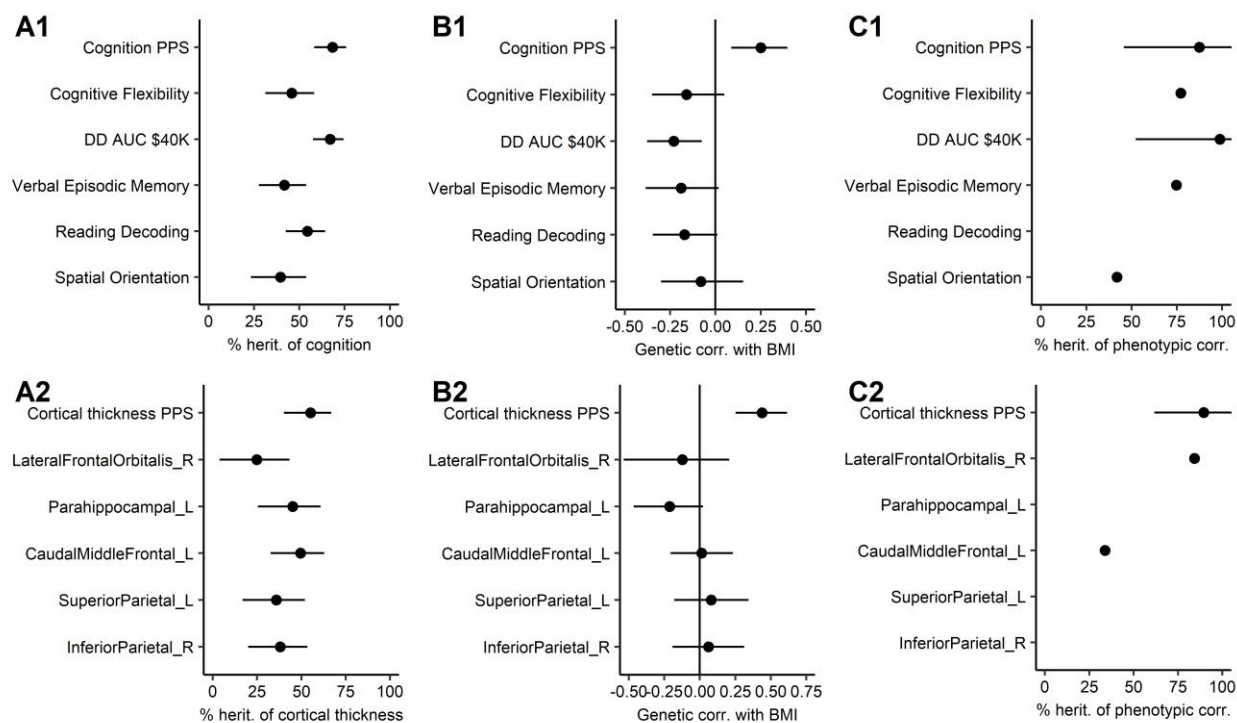 A1
Cognition PPS
Cognitive Flexibility
DD AUC $40K
Verbal Episodic Memory
Reading Decoding
Spatial Orientation
0 25 50 75 100
% herit. of cognition
B1
Cognition PPS
Cognitive Flexibility
DD AUC $40K
Verbal Episodic Memory
Reading Decoding
Spatial Orientation
-0.50 -0.25 0.00 0.25 0.50
Genetic corr. with BMI
C1
Cognition PPS
Cognitive Flexibility
DD AUC $40K
Verbal Episodic Memory
Reading Decoding
Spatial Orientation
0 25 50 75 100
% herit. of phenotypic corr.
A2
Cortical thickness PPS
LateralFrontalOrbitalis_R
Parahippocampal_L
CaudalMiddleFrontal_L
SuperiorParietal_L
InferiorParietal_R
0 25 50 75 100
% herit. of cortical thickness
B2
Cortical thickness PPS
LateralFrontalOrbitalis_R
Parahippocampal_L
CaudalMiddleFrontal_L
SuperiorParietal_L
InferiorParietal_R
-0.50 -0.25 0.00 0.25 0.50 0.75
Genetic corr. with BMI
C2
Cortical thickness PPS
LateralFrontalOrbitalis_R
Parahippocampal_L
CaudalMiddleFrontal_L
SuperiorParietal_L
InferiorParietal_R
0 25 50 75 100
% herit. of phenotypic corr.